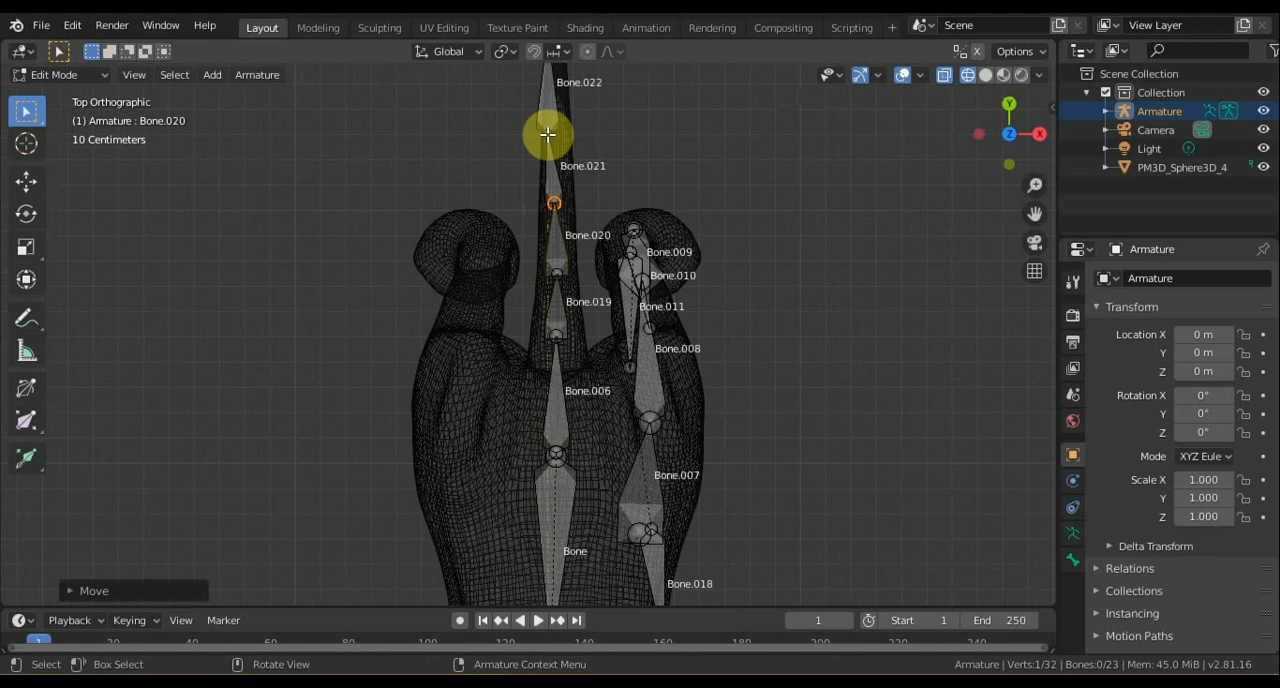 File Edit Render Window Help Layout Modeling Sculpting UV Editing Texture Paint Shading Animation Rendering Compositing Scripting + Scene View Layer
Global Options
Edit Mode View Select Add Armature
Top Orthographic
(1) Armature : Bone.020
10 Centimeters
Bone.022
Bone.021
Bone.020
Bone.009
Bone.010
Bone.019
Bone.011
Bone.008
Bone.006
Bone.007
Bone
Bone.018
Y
X
Z
Move
Scene Collection
Collection
Armature
Camera
Light
PM3D_Sphere3D_4
Armature
Armature
Transform
Location X 0 m
Y 0 m
Z 0 m
Rotation X 0°
Y 0°
Z 0°
Mode XYZ Eule
Scale X 1.000
Y 1.000
Z 1.000
Delta Transform
Relations
Collections
Instancing
Motion Paths
Playback Keying View Marker 1 Start 1 End 250
1
Select Box Select Rotate View Armature Context Menu Armature | Verts:1/32 | Bones:0/23 | Mem: 45.0 MiB | v2.81.16